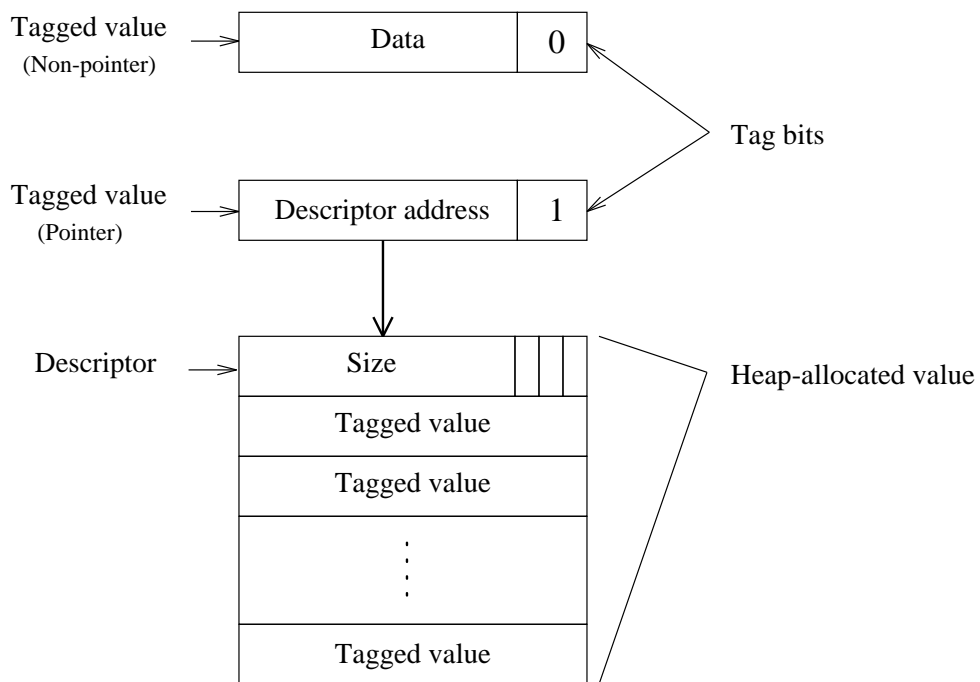 Tagged value
(Non-pointer)
Data
0
Tag bits
Tagged value
(Pointer)
Descriptor address
1
Descriptor
Size
Heap-allocated value
Tagged value
Tagged value
Tagged value